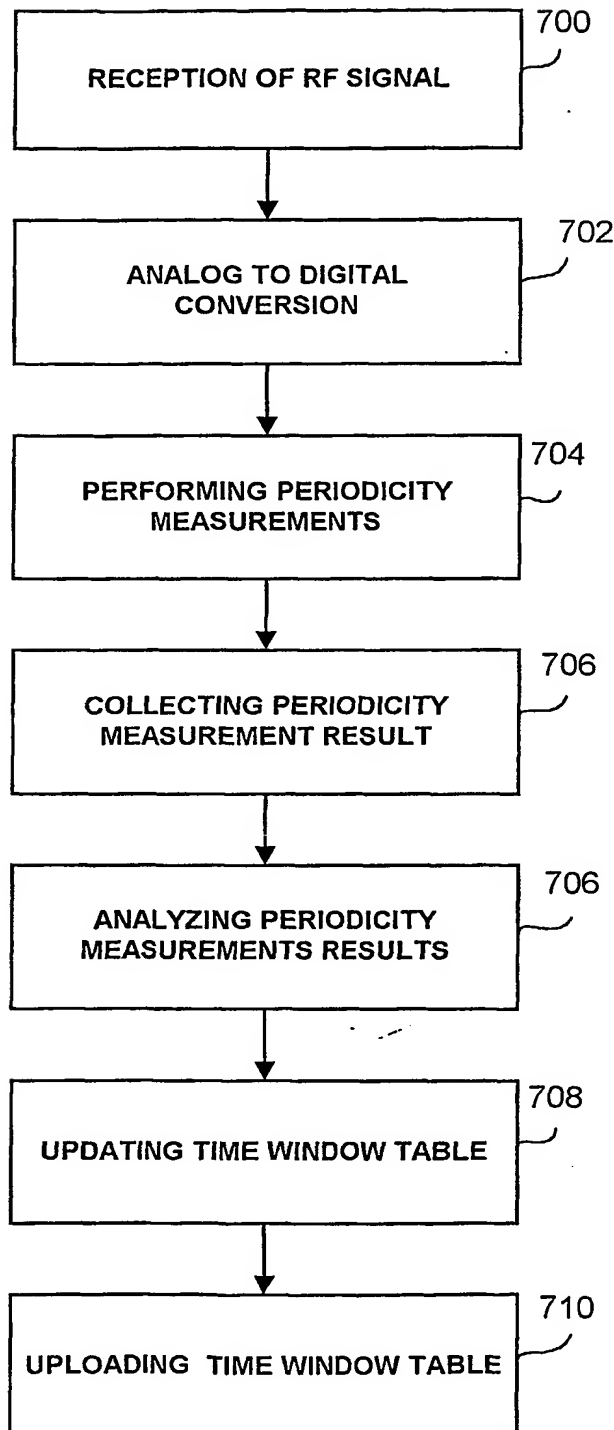 700
RECEPTION OF RF SIGNAL
702
ANALOG TO DIGITAL
CONVERSION
704
PERFORMING PERIODICITY
MEASUREMENTS
706
COLLECTING PERIODICITY
MEASUREMENT RESULT
706
ANALYZING PERIODICITY
MEASUREMENTS RESULTS
708
UPDATING TIME WINDOW TABLE
710
UPLOADING TIME WINDOW TABLE